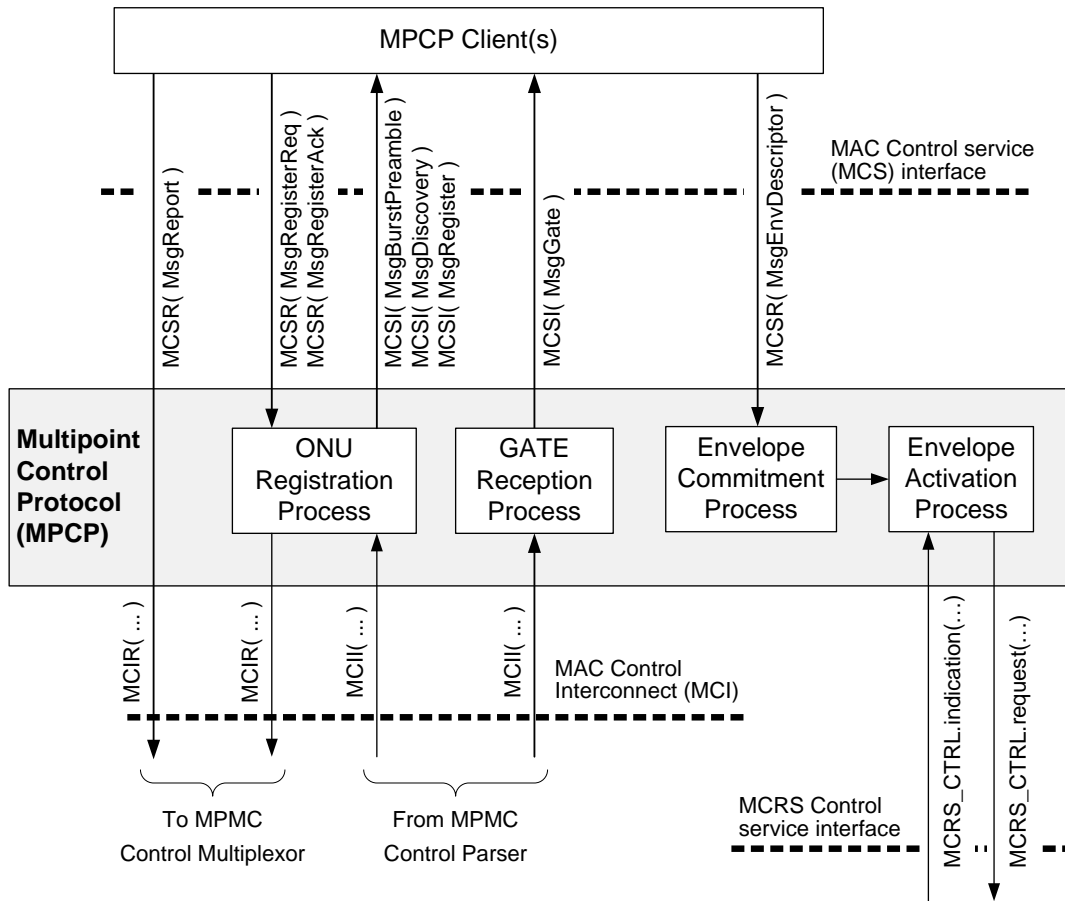 MPCP Client(s)
MAC Control service
(MCS) interface
MCSR( MsgReport )
MCSR( MsgRegisterReq )
MCSR( MsgRegisterAck )
MCSI( MsgBurstPreamble )
MCSI( MsgDiscovery )
MCSI( MsgRegister )
MCSI( MsgGate )
MCSR( MsgEnvDescriptor )
Multipoint
Control
Protocol
(MPCP)
ONU
Registration
Process
GATE
Reception
Process
Envelope
Commitment
Process
Envelope
Activation
Process
MCIR( ... )
MCIR( ... )
MCII( ... )
MCII( ... )
MAC Control
Interconnect (MCI)
MCRS_CTRL.indication(…)
MCRS_CTRL.request(…)
To MPMC
Control Multiplexor
From MPMC
Control Parser
MCRS Control
service interface